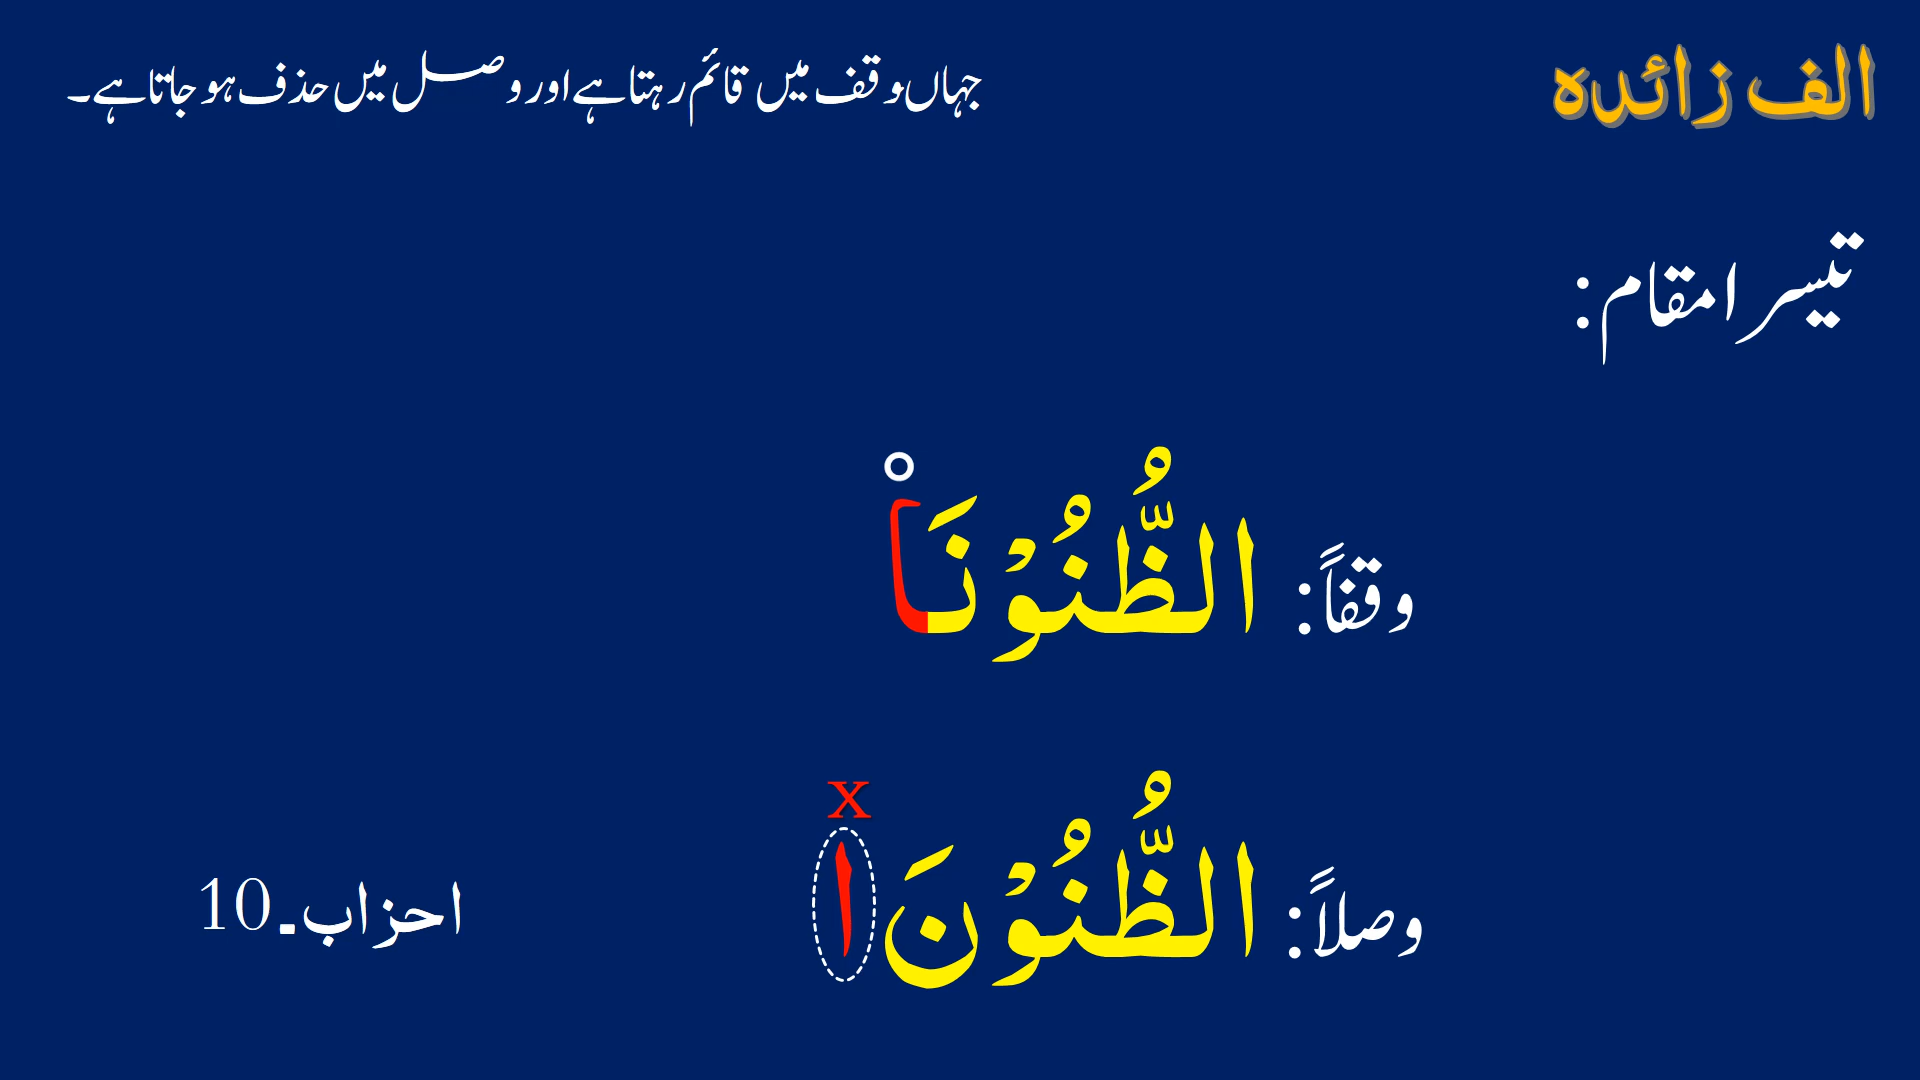 الف زائدہ
جہاں وقف میں قائم رہتا ہے اور وصل میں حذف ہو جاتا ہے۔
تیسرا مقام:
وقفاً: الظُّنُوْنَا۟
x
وصلاً: الظُّنُوْنَ ا
احزاب۔10